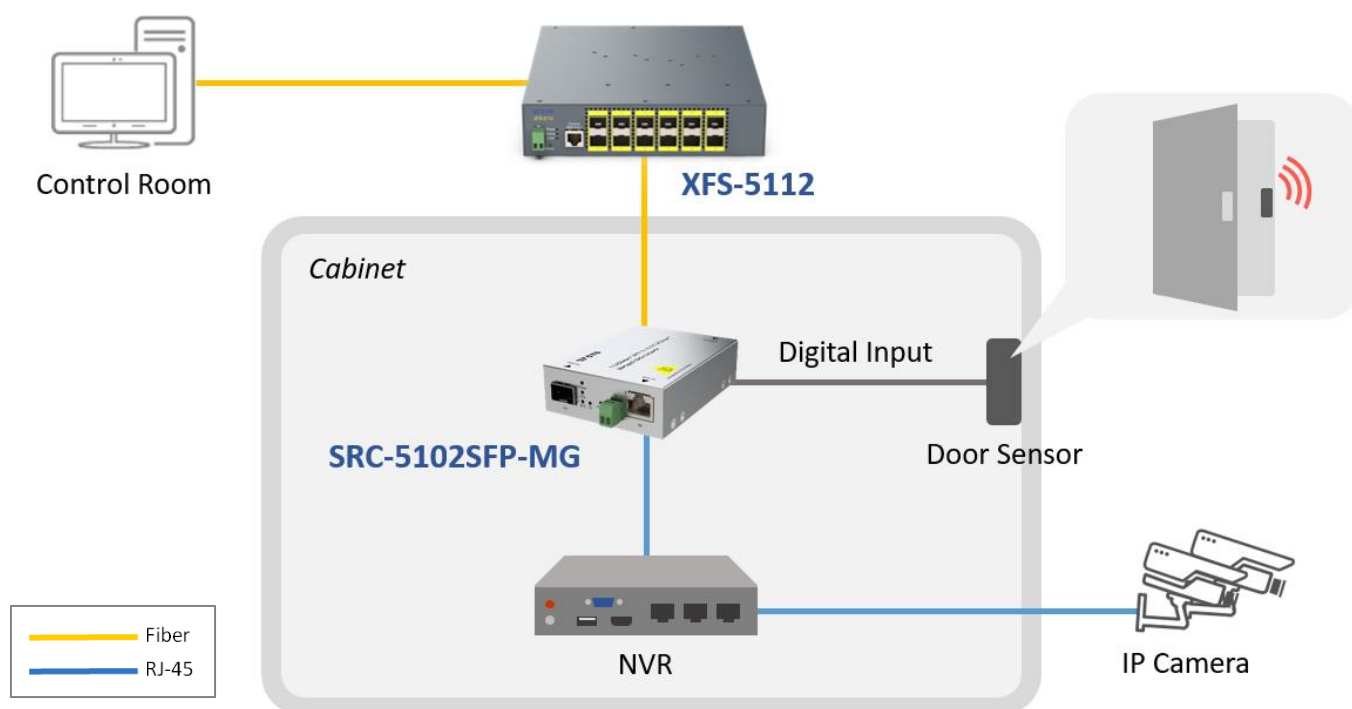 Control Room
XFS-5112
Cabinet
Digital Input
SRC-5102SFP-MG
Door Sensor
NVR
IP Camera
Fiber
RJ-45